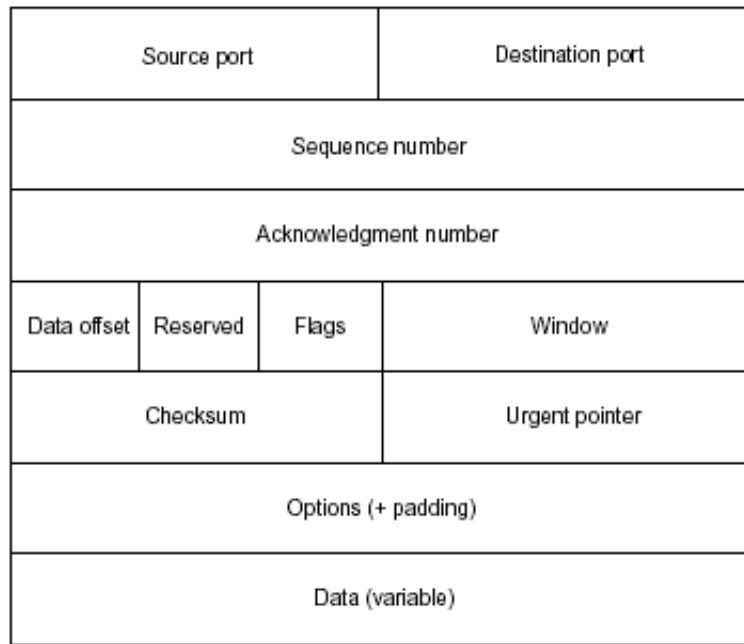 Source port
Destination port
Sequence number
Acknowledgment number
Data offset
Reserved
Flags
Window
Checksum
Urgent pointer
Options (+ padding)
Data (variable)